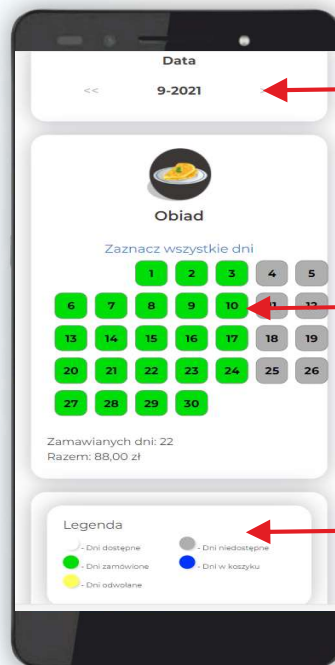 Data
<< 9-2021
Obiad
Zaznacz wszystkie dni
1 2 3 4 5
6 7 8 9 10 11 12
13 14 15 16 17 18 19
20 21 22 23 24 25 26
27 28 29 30
Zamawianych dni: 22
Razem: 88,00 zł
Legenda
- Dni dostępne - Dni niedostępne
- Dni zamówione - Dni w koszyku
- Dni odwołane